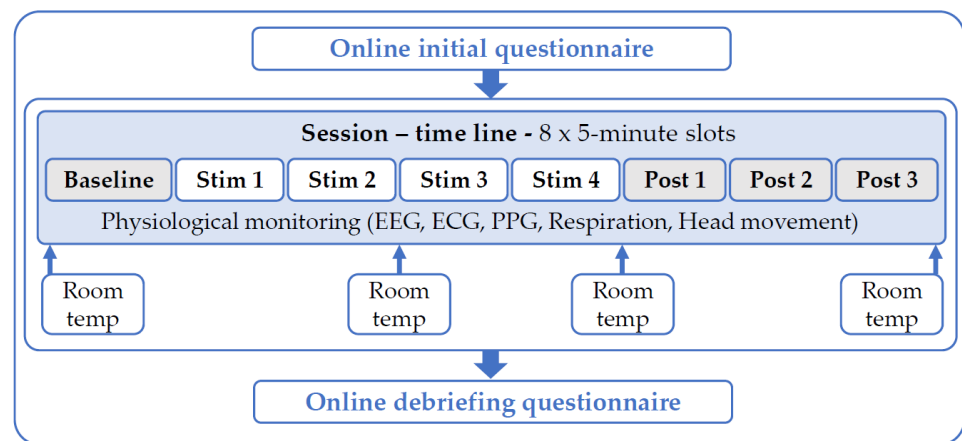 Online initial questionnaire
Session – time line - 8 x 5-minute slots
Baseline Stim 1 Stim 2 Stim 3 Stim 4 Post 1 Post 2 Post 3
Physiological monitoring (EEG, ECG, PPG, Respiration, Head movement)
Room temp
Room temp
Room temp
Room temp
Online debriefing questionnaire